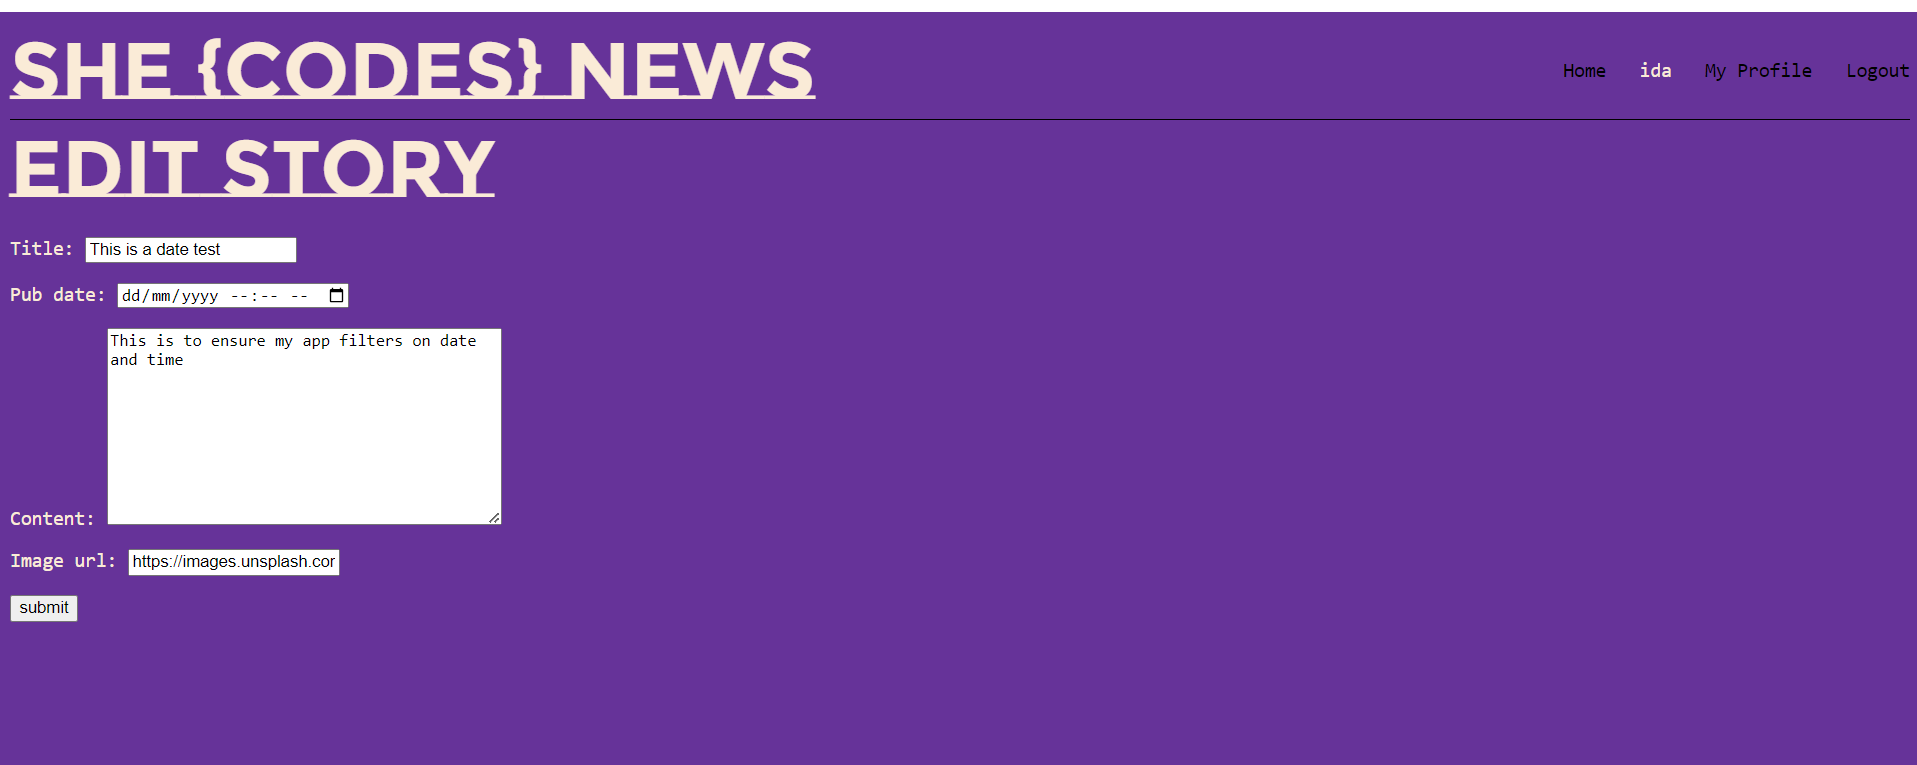 SHE {CODES} NEWS
Home ida My Profile Logout
EDIT STORY
Title: This is a date test
Pub date: dd/mm/yyyy --:-- --
This is to ensure my app filters on date
and time
Content:
Image url: https://images.unsplash.cor
submit